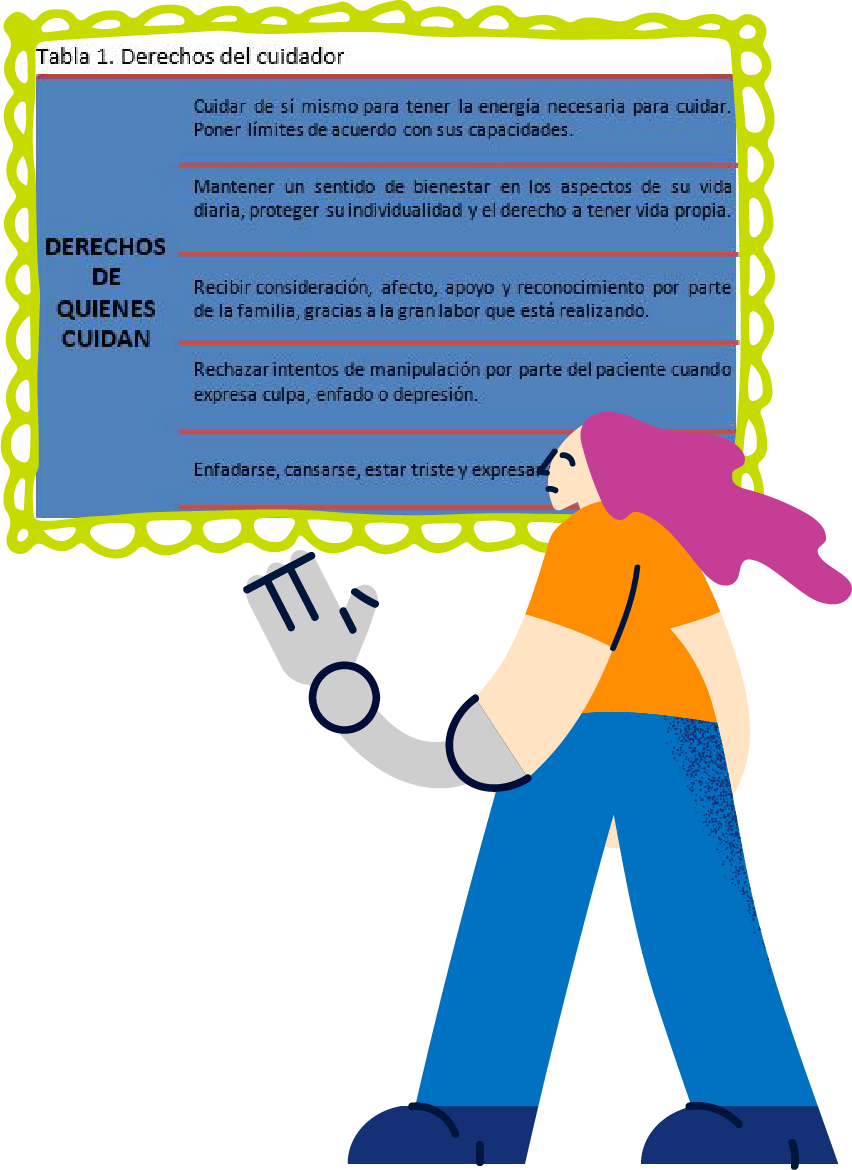 Tabla 1. Derechos del cuidador
DERECHOS
DE
QUIENES
CUIDAN
Cuidar de sí mismo para tener la energía necesaria para cuidar.
Poner límites de acuerdo con sus capacidades.
Mantener un sentido de bienestar en los aspectos de su vida
diaria, proteger su individualidad y el derecho a tener vida propia.
Recibir consideración, afecto, apoyo y reconocimiento por parte
de la familia, gracias a la gran labor que está realizando.
Rechazar intentos de manipulación por parte del paciente cuando
expresa culpa, enfado o depresión.
Enfadarse, cansarse, estar triste y